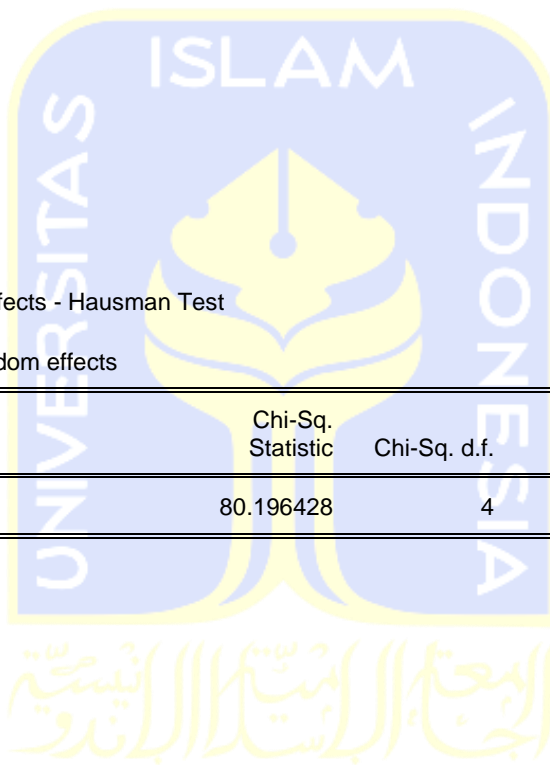 ISLAM
UNIVERSITAS
INDONESIA
fects - Hausman Test
dom effects
Chi-Sq.
Statistic Chi-Sq. d.f.
80.196428 4